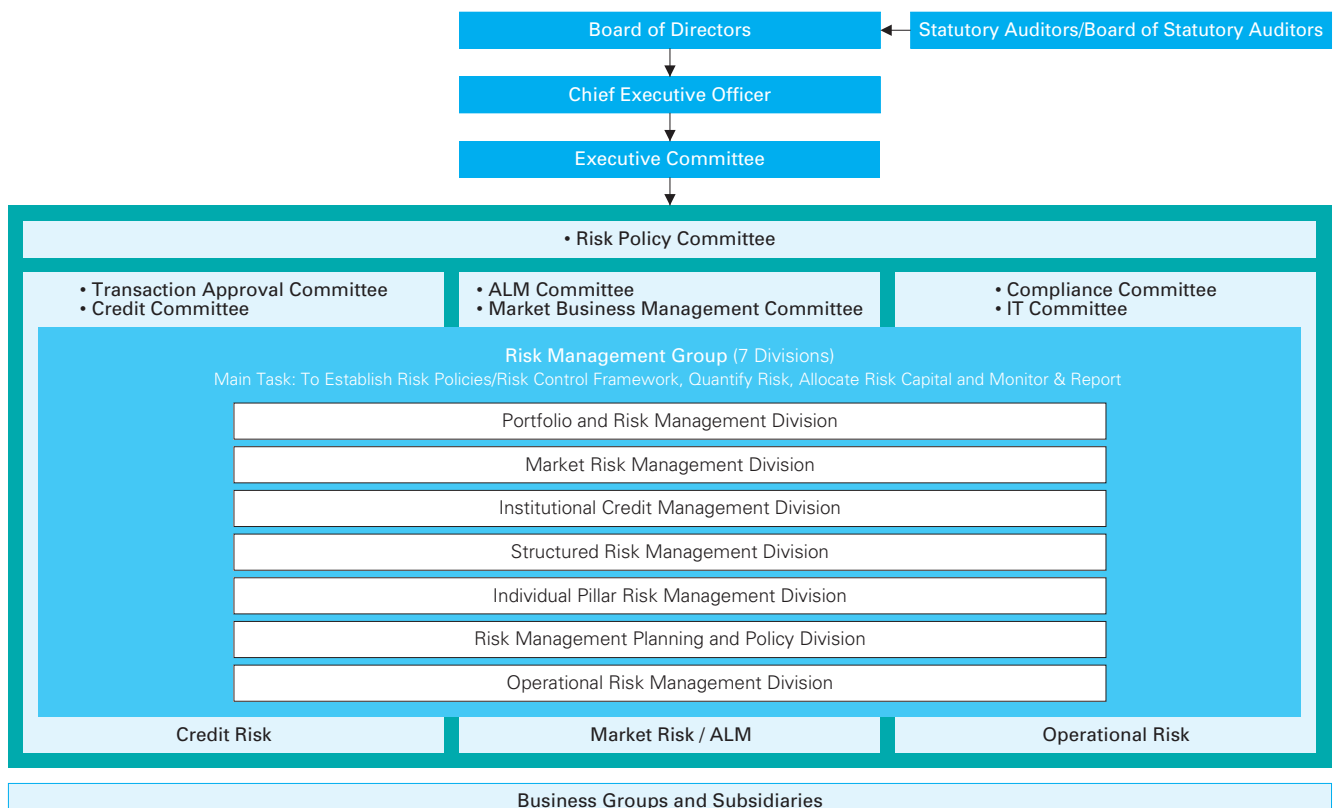 Board of Directors
Statutory Auditors/Board of Statutory Auditors
Chief Executive Officer
Executive Committee
• Risk Policy Committee
• Transaction Approval Committee
• Credit Committee
• ALM Committee
• Market Business Management Committee
• Compliance Committee
• IT Committee
Risk Management Group (7 Divisions)
Main Task: To Establish Risk Policies/Risk Control Framework, Quantify Risk, Allocate Risk Capital and Monitor & Report
Portfolio and Risk Management Division
Market Risk Management Division
Institutional Credit Management Division
Structured Risk Management Division
Individual Pillar Risk Management Division
Risk Management Planning and Policy Division
Operational Risk Management Division
Credit Risk
Market Risk / ALM
Operational Risk
Business Groups and Subsidiaries